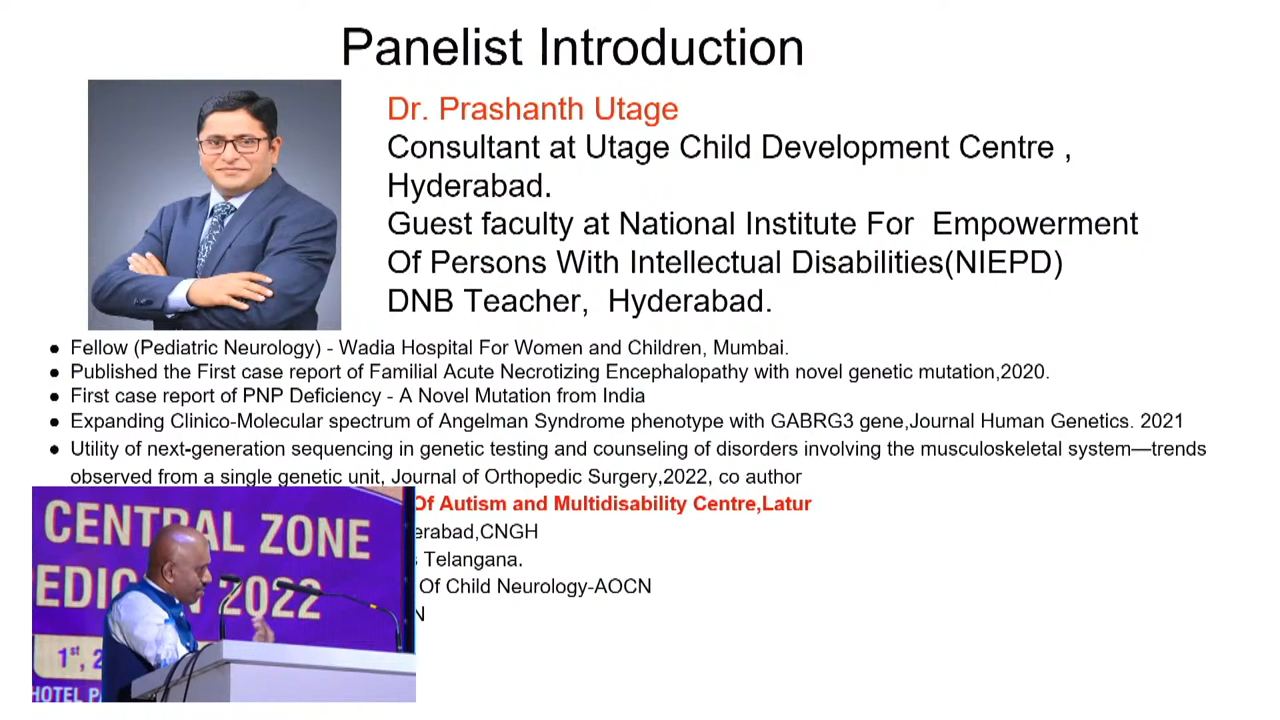 Panelist Introduction
Dr. Prashanth Utage
Consultant at Utage Child Development Centre ,
Hyderabad.
Guest faculty at National Institute For Empowerment
Of Persons With Intellectual Disabilities(NIEPD)
DNB Teacher, Hyderabad.
● Fellow (Pediatric Neurology) - Wadia Hospital For Women and Children, Mumbai.
● Published the First case report of Familial Acute Necrotizing Encephalopathy with novel genetic mutation,2020.
● First case report of PNP Deficiency - A Novel Mutation from India
● Expanding Clinico-Molecular spectrum of Angelman Syndrome phenotype with GABRG3 gene,Journal Human Genetics. 2021
● Utility of next-generation sequencing in genetic testing and counseling of disorders involving the musculoskeletal system—trends
observed from a single genetic unit, Journal of Orthopedic Surgery,2022, co author
Of Autism and Multidisability Centre,Latur
erabad,CNGH
s Telangana.
Of Child Neurology-AOCN
N
CENTRAL ZONE
2022
1st, 2
HOTEL